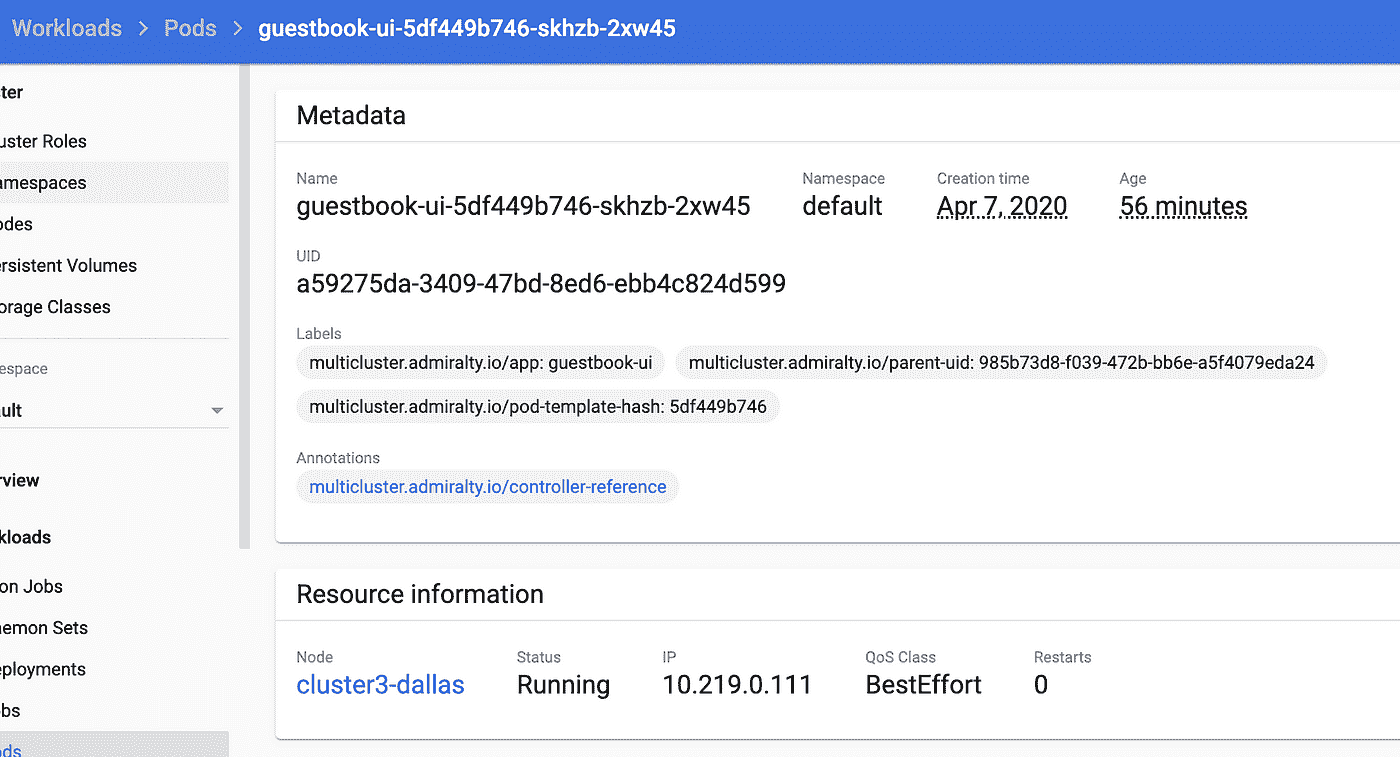 Workloads > Pods > guestbook-ui-5df449b746-skhzb-2xw45
ter
uster Roles
amespaces
odes
ersistent Volumes
orage Classes
espace
ult
rview
kloads
on Jobs
aemon Sets
eployments
bs
ods
Metadata
Name Namespace Creation time Age
guestbook-ui-5df449b746-skhzb-2xw45 default Apr 7, 2020 56 minutes
UID
a59275da-3409-47bd-8ed6-ebb4c824d599
Labels
multicluster.admiralty.io/app: guestbook-ui multicluster.admiralty.io/parent-uid: 985b73d8-f039-472b-bb6e-a5f4079eda24
multicluster.admiralty.io/pod-template-hash: 5df449b746
Annotations
multicluster.admiralty.io/controller-reference
Resource information
Node Status IP QoS Class Restarts
cluster3-dallas Running 10.219.0.111 BestEffort 0